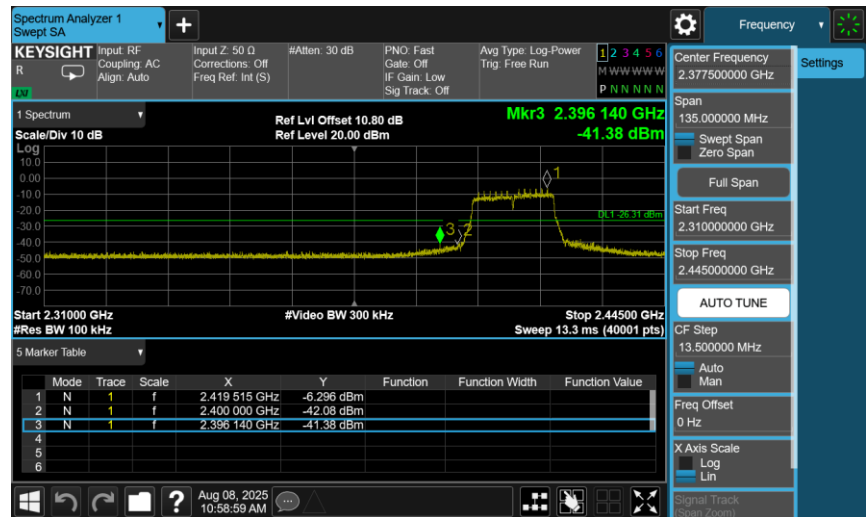 Spectrum Analyzer 1
Swept SA
Frequency
KEYSIGHT
R
LXI
Input: RF
Coupling: AC
Align: Auto
Input Z: 50 Ω
Corrections: Off
Freq Ref: Int (S)
#Atten: 30 dB
PNO: Fast
Gate: Off
IF Gain: Low
Sig Track: Off
Avg Type: Log-Power
Trig: Free Run
1 2 3 4 5 6
M W W W W W
P N N N N N
1 Spectrum
Scale/Div 10 dB
Ref Lvl Offset 10.80 dB
Ref Level 20.00 dBm
Mkr3 2.396 140 GHz
-41.38 dBm
Log
10.0
0.00
-10.0
-20.0
-30.0
-40.0
-50.0
-60.0
-70.0
1
DL1 -26.31 dBm
3
2
Start 2.31000 GHz
#Res BW 100 kHz
#Video BW 300 kHz
Stop 2.44500 GHz
Sweep 13.3 ms (40001 pts)
5 Marker Table
Mode Trace Scale X Y Function Function Width Function Value
1 N 1 f 2.419 515 GHz -6.296 dBm
2 N 1 f 2.400 000 GHz -42.08 dBm
3 N 1 f 2.396 140 GHz -41.38 dBm
4
5
6
Aug 08, 2025
10:58:59 AM
Center Frequency
2.377500000 GHz
Settings
Span
135.000000 MHz
Swept Span
Zero Span
Full Span
Start Freq
2.310000000 GHz
Stop Freq
2.445000000 GHz
AUTO TUNE
CF Step
13.500000 MHz
Auto
Man
Freq Offset
0 Hz
X Axis Scale
Log
Lin
Signal Track
(Span Zoom)